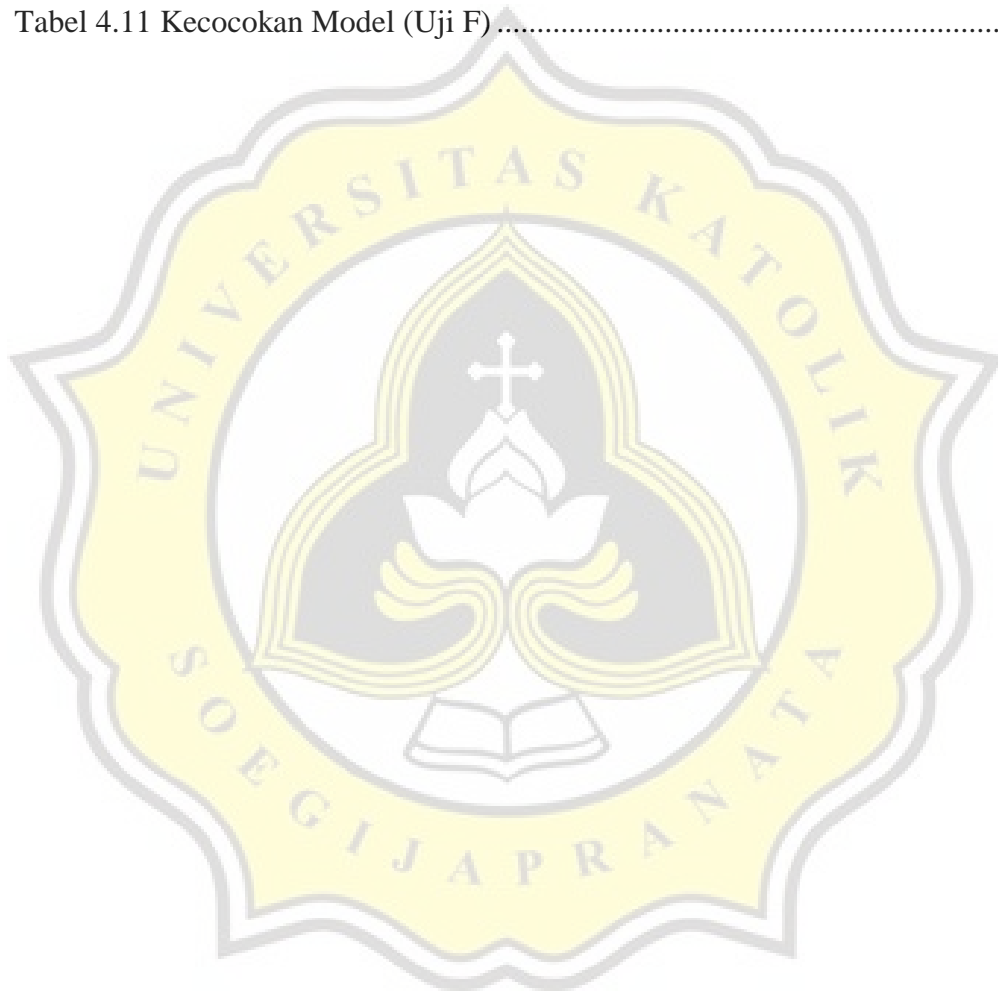 Tabel 4.11 Kecocokan Model (Uji F) ................................................................
UNIVERSITAS KATOLIK
SOEGIJAPRANATA